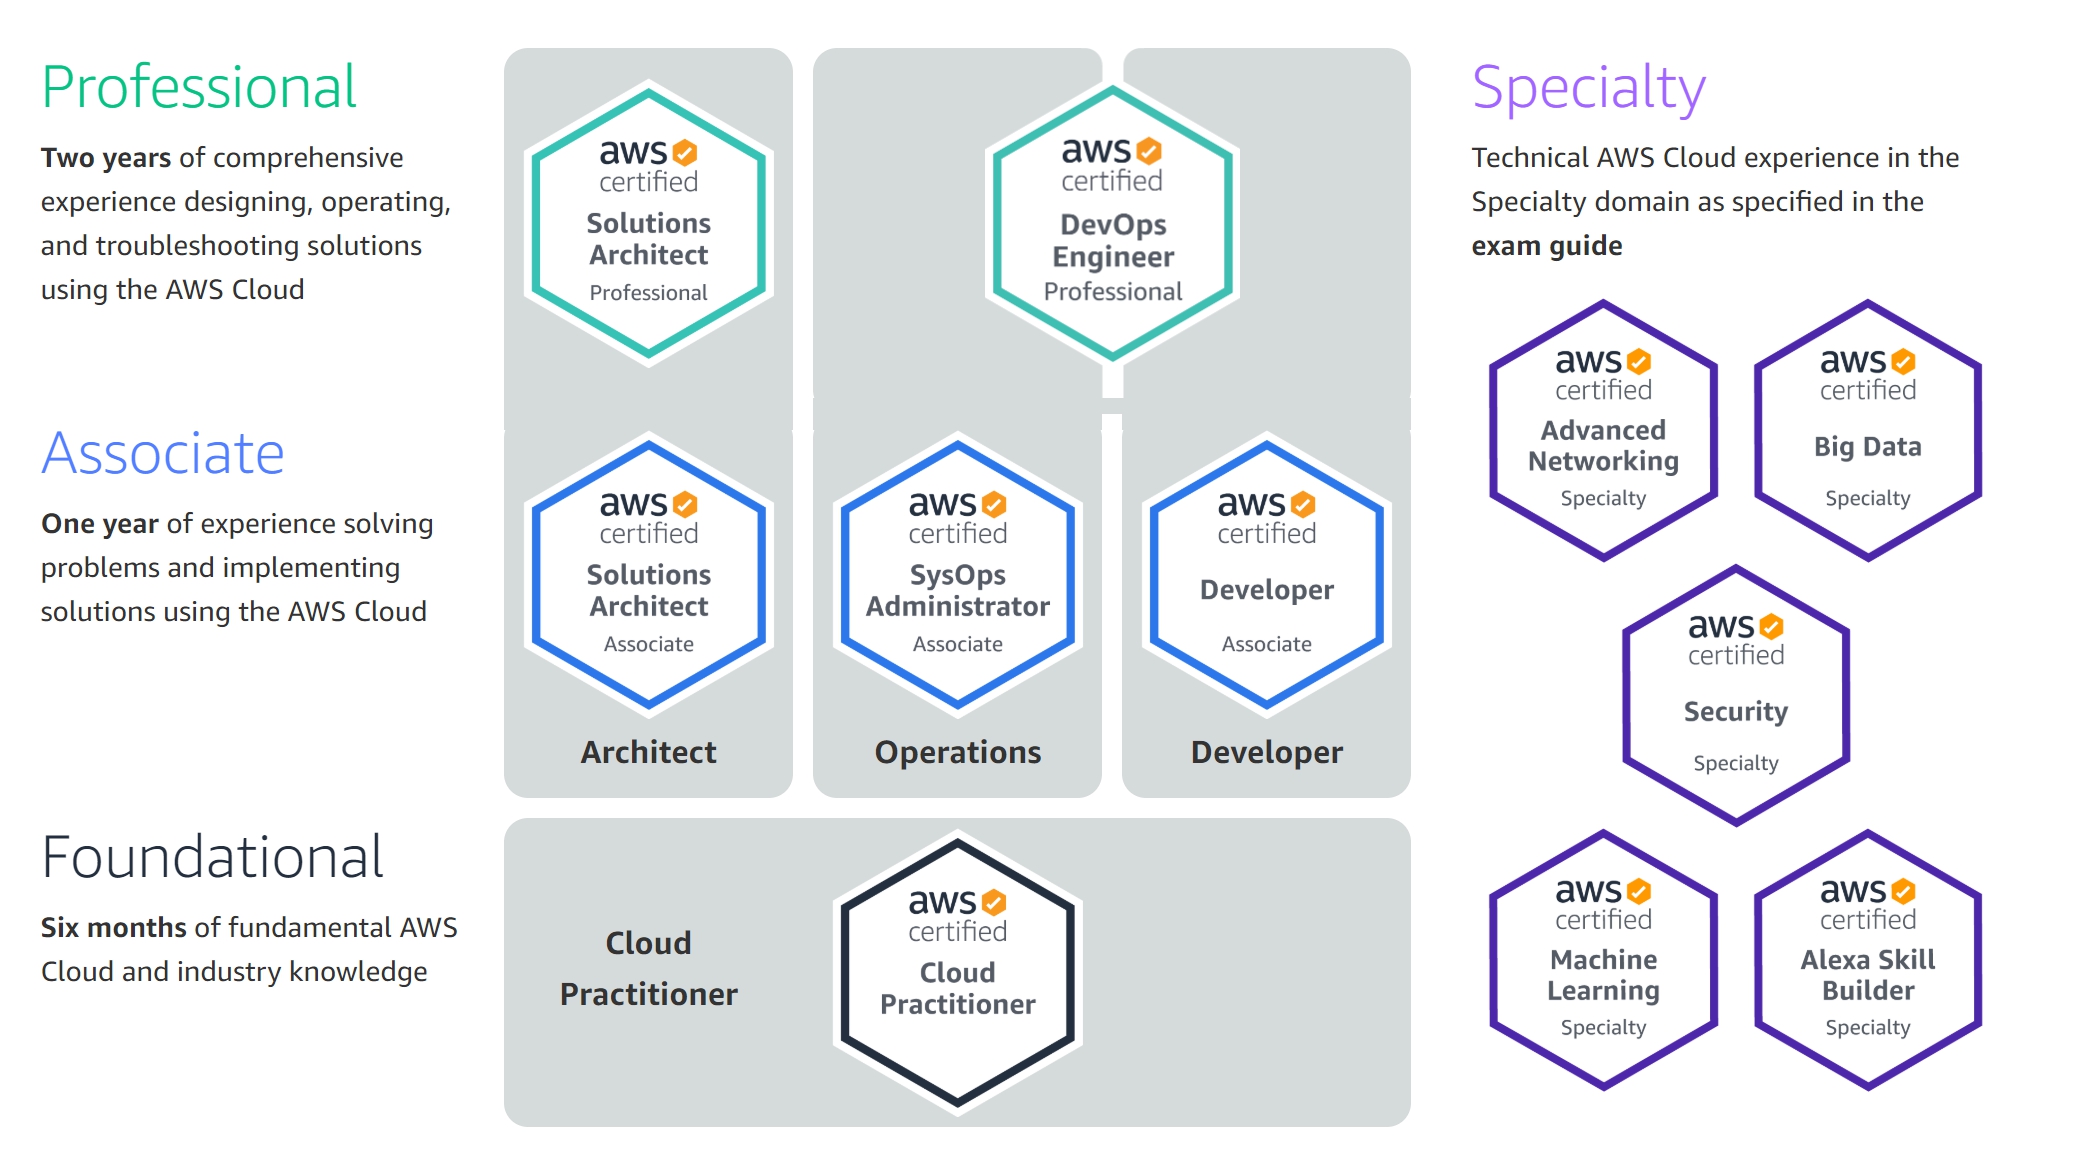 Professional
Two years of comprehensive
experience designing, operating,
and troubleshooting solutions
using the AWS Cloud
aws
certified
Solutions
Architect
Professional
aws
certified
DevOps
Engineer
Professional
Associate
One year of experience solving
problems and implementing
solutions using the AWS Cloud
aws
certified
Solutions
Architect
Associate
Architect
aws
certified
SysOps
Administrator
Associate
Operations
aws
certified
Developer
Associate
Developer
Foundational
Six months of fundamental AWS
Cloud and industry knowledge
Cloud
Practitioner
aws
certified
Cloud
Practitioner
Specialty
Technical AWS Cloud experience in the
Specialty domain as specified in the
exam guide
aws
certified
Advanced
Networking
Specialty
aws
certified
Big Data
Specialty
aws
certified
Security
Specialty
aws
certified
Machine
Learning
Specialty
aws
certified
Alexa Skill
Builder
Specialty